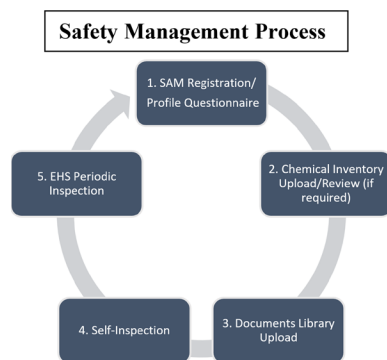 Safety Management Process
1. SAM Registration/
Profile Questionnaire
2. Chemical Inventory
Upload/Review (if
required)
3. Documents Library
Upload
4. Self-Inspection
5. EHS Periodic
Inspection